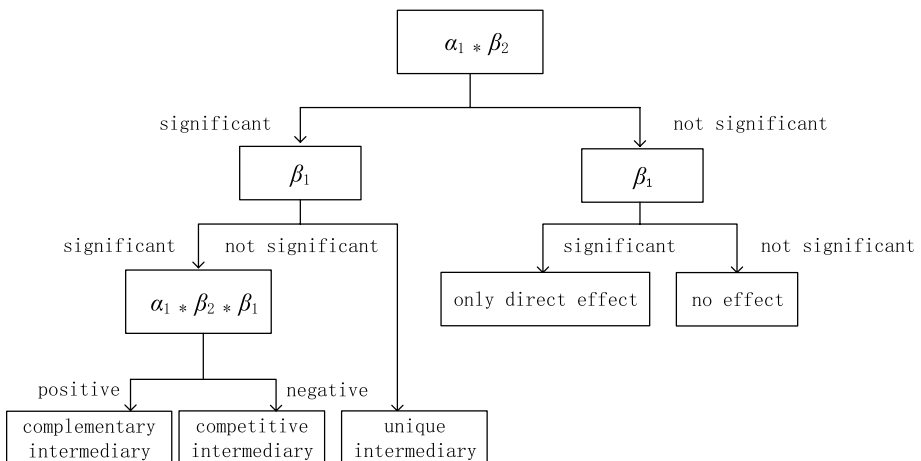 α₁ * β₂
significant
not significant
β₁
β₁
significant
not significant
significant
not significant
α₁ * β₂ * β₁
only direct effect
no effect
positive
negative
complementary
intermediary
competitive
intermediary
unique
intermediary